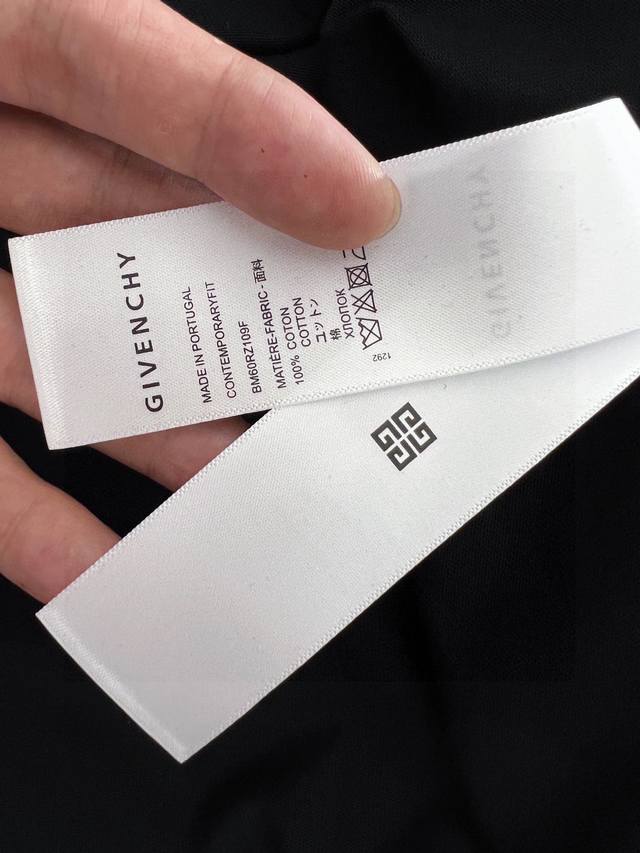 GIVENCHY
MADE IN PORTUGAL
CONTEMPORARYFIT
BM60RZ109F
MATIÈRE-FABRIC - 面料
100% COTON
COTTON
コットン
棉
ХЛОПОК
1292
GIVENCHY